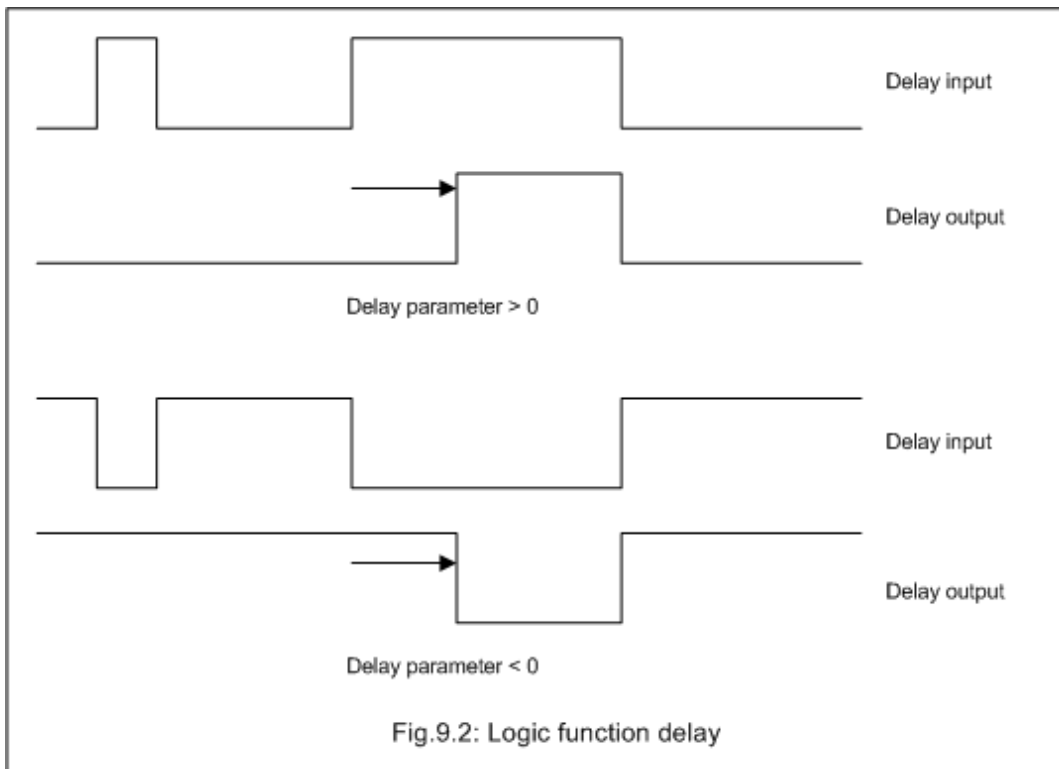 Delay input
Delay output
Delay parameter > 0
Delay input
Delay output
Delay parameter < 0
Fig.9.2: Logic function delay